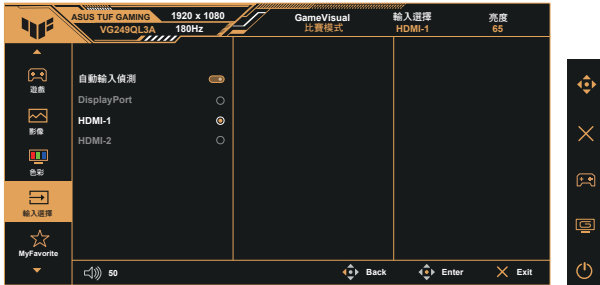 ASUS TUF GAMING
VG249QL3A
1920 x 1080
180Hz
GameVisual
比賽模式
輸入選擇
HDMI-1
亮度
65
遊戲
影像
色彩
輸入選擇
MyFavorite
自動輸入偵測
DisplayPort
HDMI-1
HDMI-2
50
Back
Enter
Exit